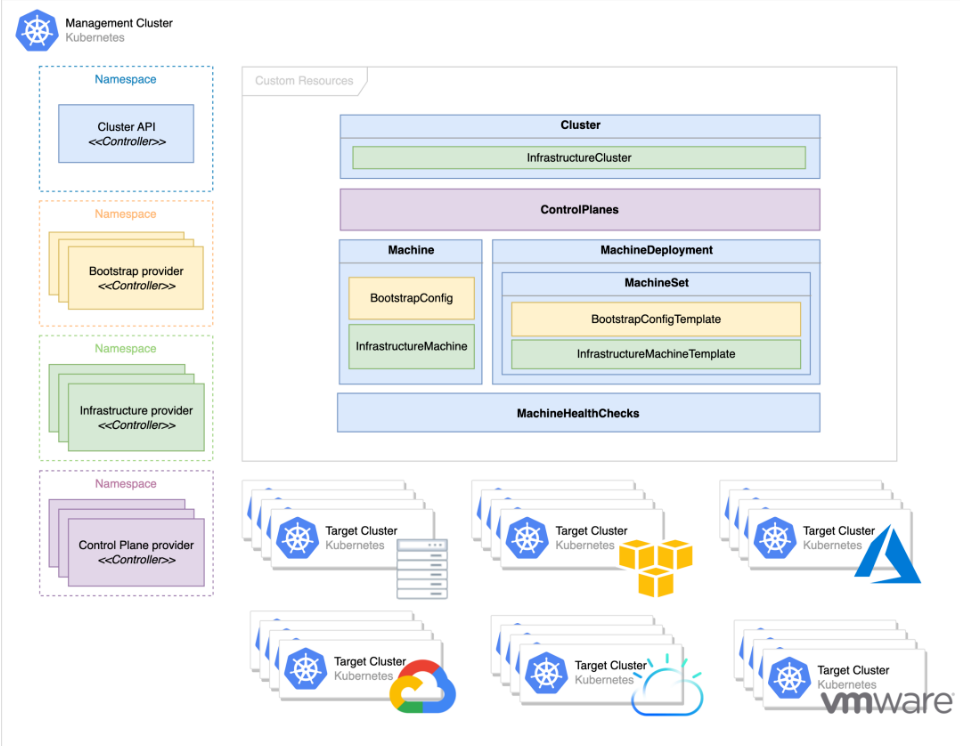 Management Cluster
Kubernetes
Namespace
Cluster API
<<Controller>>
Namespace
Bootstrap provider
<<Controller>>
Namespace
Infrastructure provider
<<Controller>>
Namespace
Control Plane provider
<<Controller>>
Custom Resources
Cluster
InfrastructureCluster
ControlPlanes
Machine
BootstrapConfig
InfrastructureMachine
MachineDeployment
MachineSet
BootstrapConfigTemplate
InfrastructureMachineTemplate
MachineHealthChecks
Target Cluster
Kubernetes
Target Cluster
Kubernetes
Target Cluster
Kubernetes
Target Cluster
Kubernetes
Target Cluster
Kubernetes
Target Cluster
Kubernetes
vmware